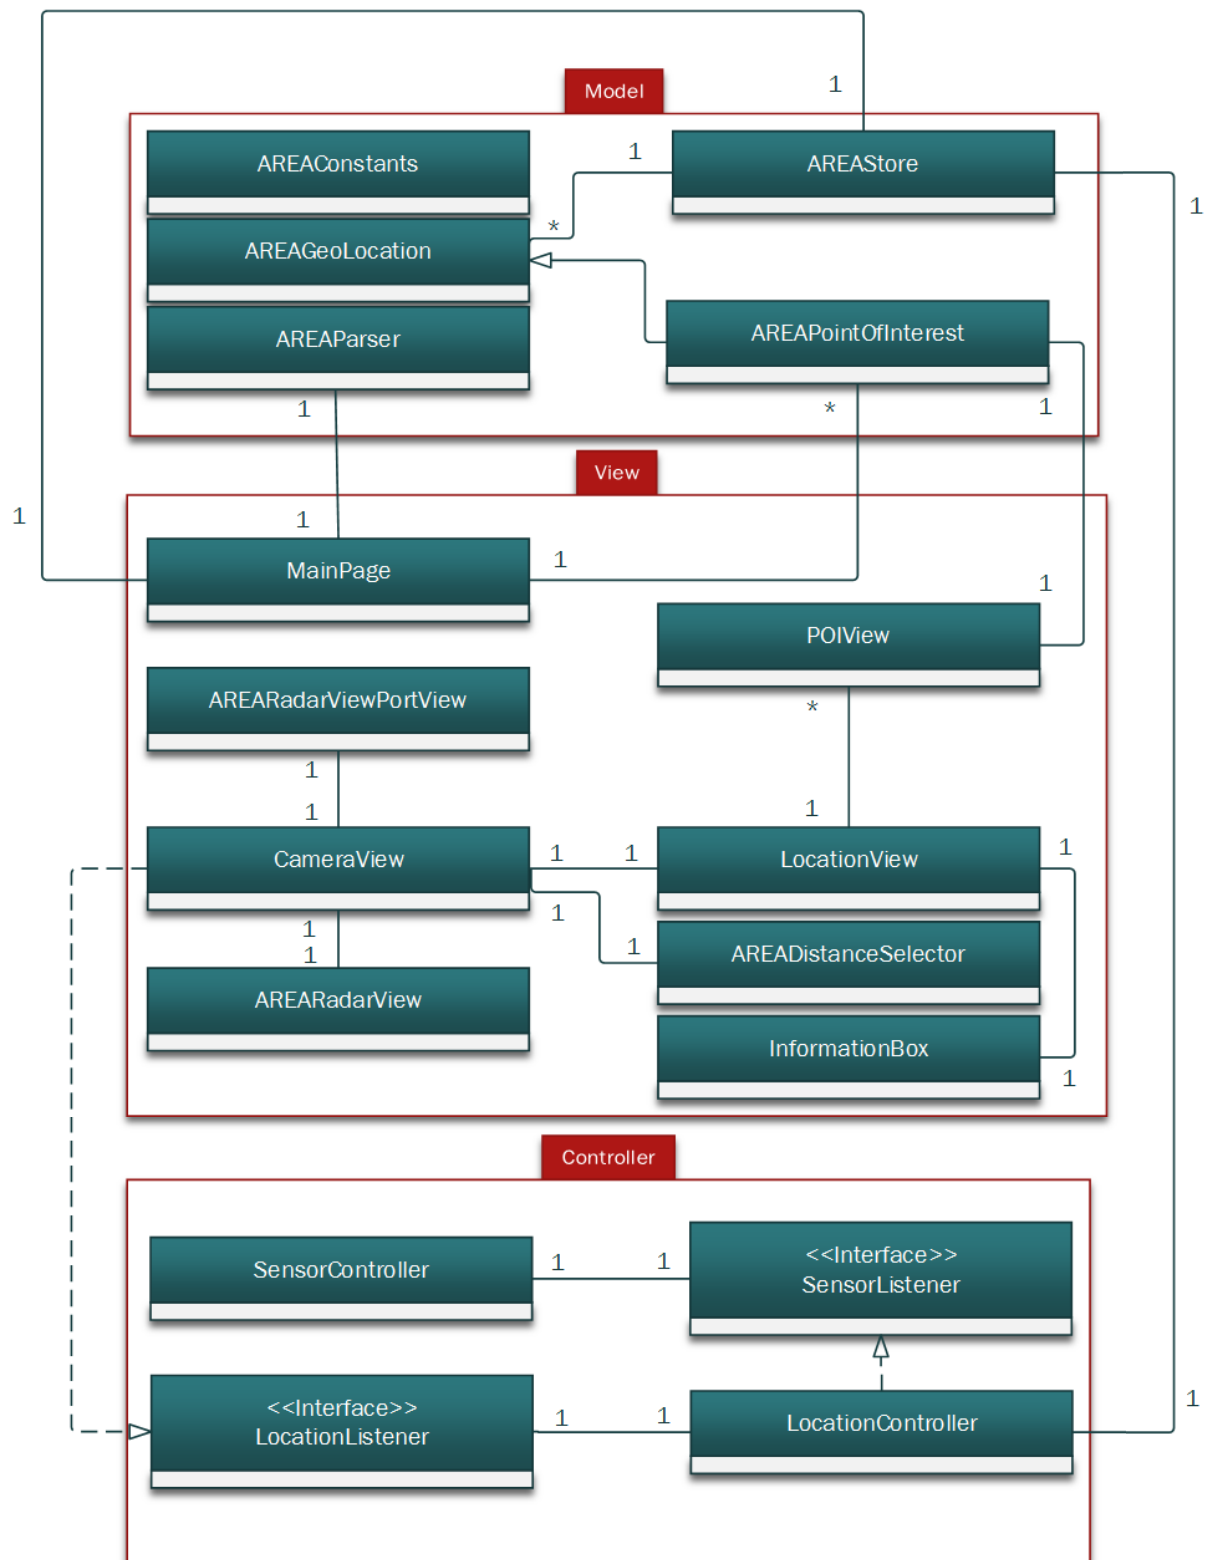 1
Model
AREAConstants
1
AREAStore
1
*
AREAGeoLocation
AREAPointOfInterest
AREAParser
1
*
1
View
1
1
MainPage
1
1
POIView
AREARadarViewPortView
*
1
1
1
CameraView
1
1
LocationView
1
1
1
1
AREADistanceSelector
1
AREARadarView
InformationBox
1
Controller
SensorController
1
1
<<Interface>>
SensorListener
<<Interface>>
LocationListener
1
1
LocationController
1